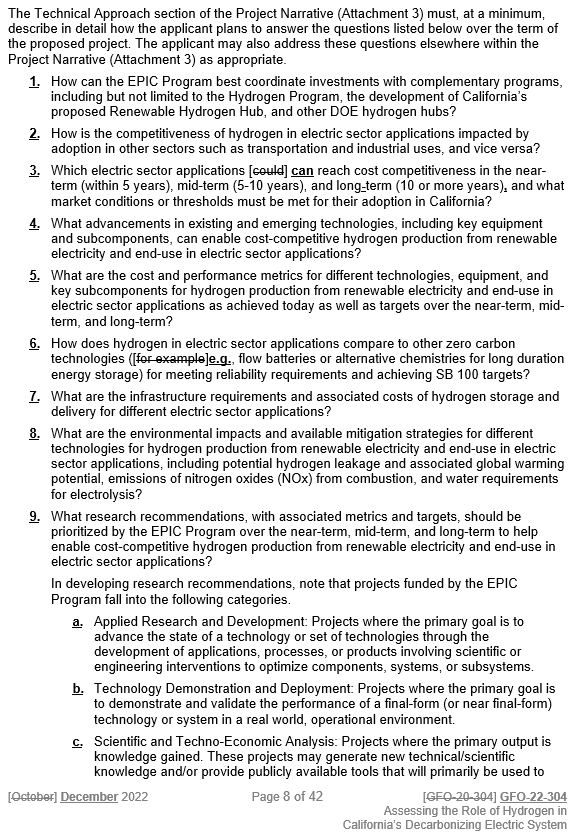 The Technical Approach section of the Project Narrative (Attachment 3) must, at a minimum,
describe in detail how the applicant plans to answer the questions listed below over the term of
the proposed project. The applicant may also address these questions elsewhere within the
Project Narrative (Attachment 3) as appropriate.
1. How can the EPIC Program best coordinate investments with complementary programs,
including but not limited to the Hydrogen Program, the development of California's
proposed Renewable Hydrogen Hub, and other DOE hydrogen hubs?
2. How is the competitiveness of hydrogen in electric sector applications impacted by
adoption in other sectors such as transportation and industrial uses, and vice versa?
3. Which electric sector applications [could] can reach cost competitiveness in the near-
term (within 5 years), mid-term (5-10 years), and long-term (10 or more years), and what
market conditions or thresholds must be met for their adoption in California?
4. What advancements in existing and emerging technologies, including key equipment
and subcomponents, can enable cost-competitive hydrogen production from renewable
electricity and end-use in electric sector applications?
5. What are the cost and performance metrics for different technologies, equipment, and
key subcomponents for hydrogen production from renewable electricity and end-use in
electric sector applications as achieved today as well as targets over the near-term, mid-
term, and long-term?
6. How does hydrogen in electric sector applications compare to other zero carbon
technologies ([for example]e.g., flow batteries or alternative chemistries for long duration
energy storage) for meeting reliability requirements and achieving SB 100 targets?
7. What are the infrastructure requirements and associated costs of hydrogen storage and
delivery for different electric sector applications?
8. What are the environmental impacts and available mitigation strategies for different
technologies for hydrogen production from renewable electricity and end-use in electric
sector applications, including potential hydrogen leakage and associated global warming
potential, emissions of nitrogen oxides (NOx) from combustion, and water requirements
for electrolysis?
9. What research recommendations, with associated metrics and targets, should be
prioritized by the EPIC Program over the near-term, mid-term, and long-term to help
enable cost-competitive hydrogen production from renewable electricity and end-use in
electric sector applications?
In developing research recommendations, note that projects funded by the EPIC
Program fall into the following categories.
a. Applied Research and Development: Projects where the primary goal is to
advance the state of a technology or set of technologies through the
development of applications, processes, or products involving scientific or
engineering interventions to optimize components, systems, or subsystems.
b. Technology Demonstration and Deployment: Projects where the primary goal is
to demonstrate and validate the performance of a final-form (or near final-form)
technology or system in a real world, operational environment.
c. Scientific and Techno-Economic Analysis: Projects where the primary output is
knowledge gained. These projects may generate new technical/scientific
knowledge and/or provide publicly available tools that will primarily be used to
[October] December 2022 Page 8 of 42 [GFO-20-304] GFO-22-304
Assessing the Role of Hydrogen in
California's Decarbonizing Electric System